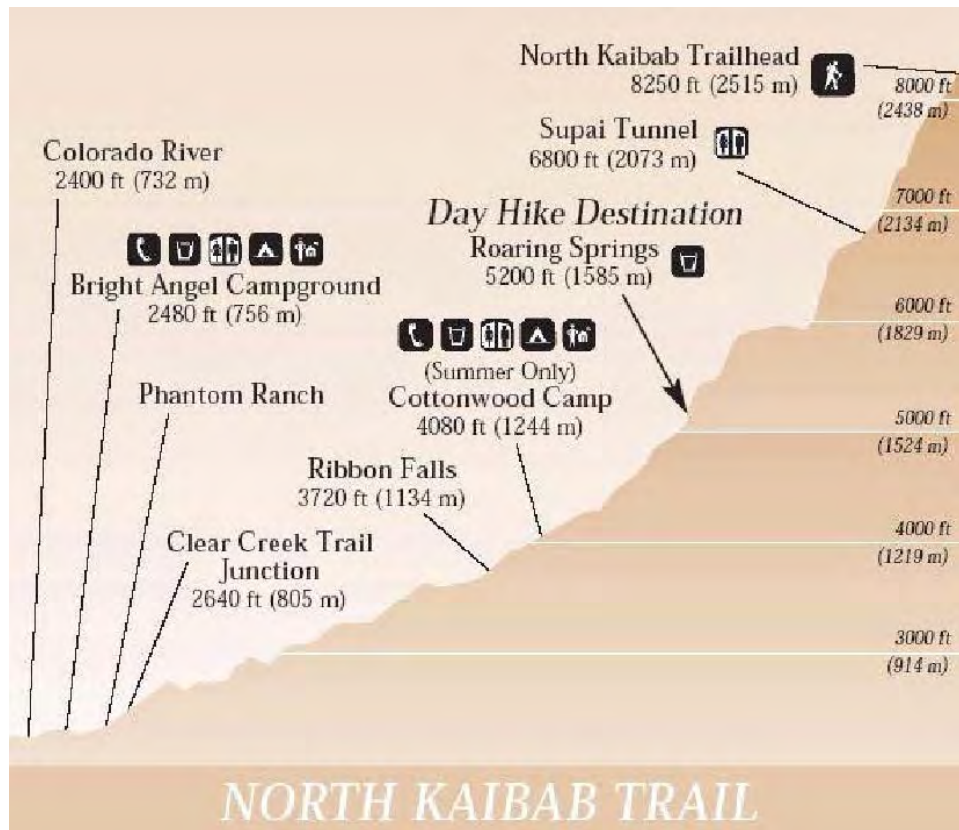 North Kaibab Trailhead
8250 ft (2515 m)
8000 ft
(2438 m)
Supai Tunnel
6800 ft (2073 m)
Colorado River
2400 ft (732 m)
7000 ft
(2134 m)
Day Hike Destination
Roaring Springs
5200 ft (1585 m)
Bright Angel Campground
2480 ft (756 m)
6000 ft
(1829 m)
(Summer Only)
Cottonwood Camp
4080 ft (1244 m)
Phantom Ranch
5000 ft
(1524 m)
Ribbon Falls
3720 ft (1134 m)
Clear Creek Trail
Junction
2640 ft (805 m)
4000 ft
(1219 m)
3000 ft
(914 m)
NORTH KAIBAB TRAIL